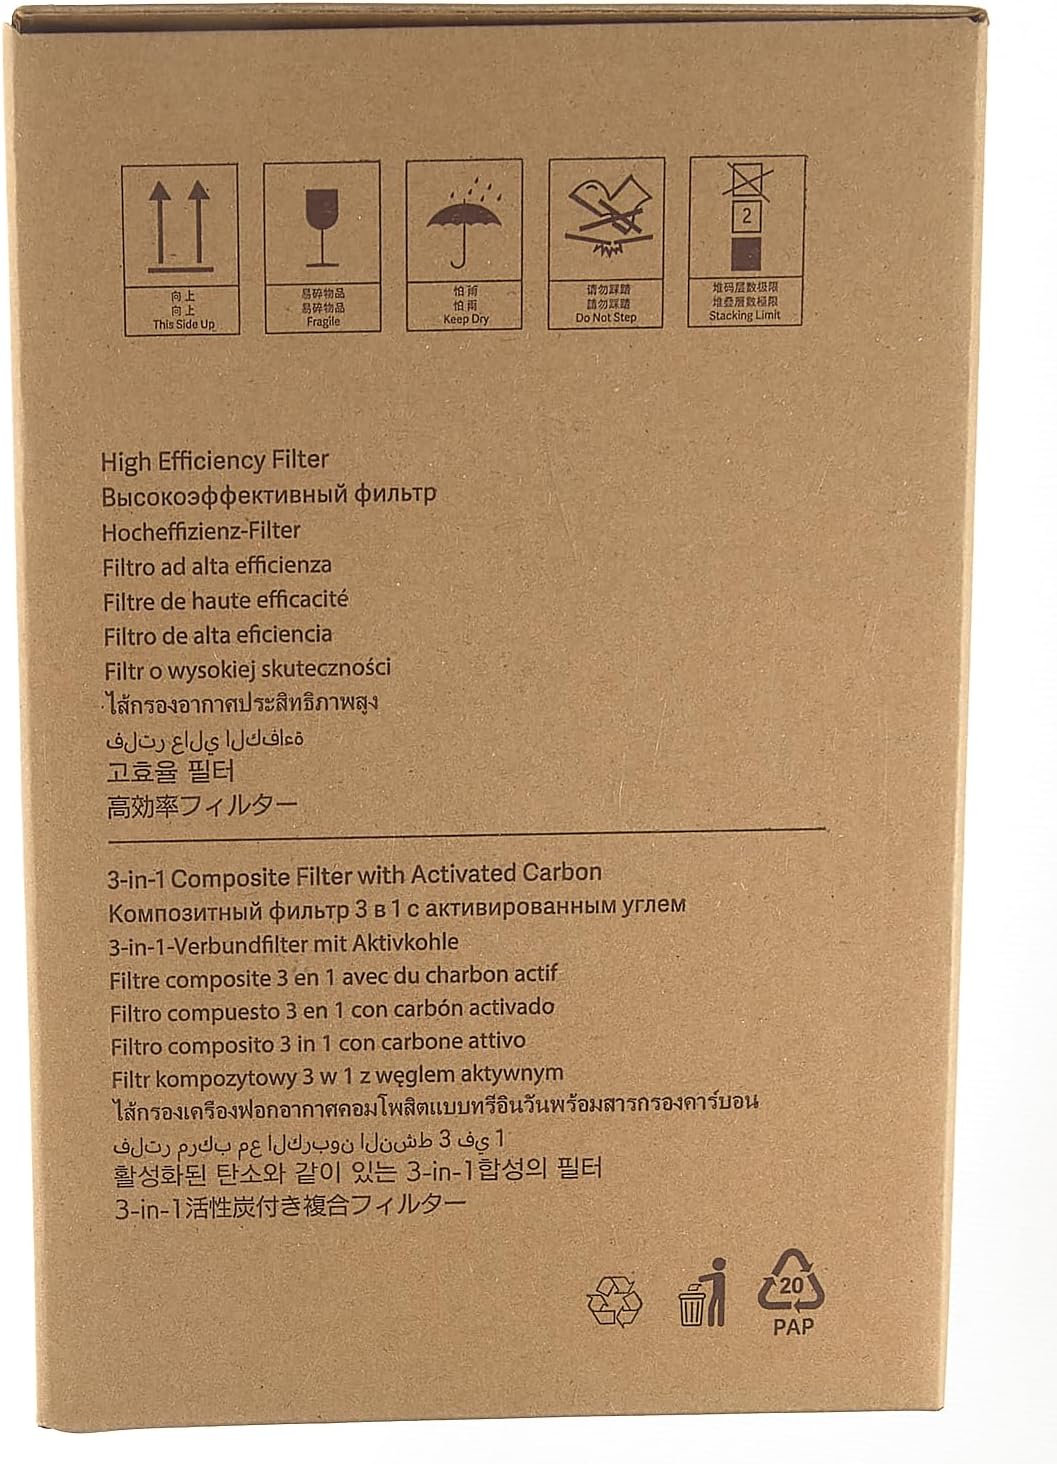 向上
向上
This Side Up
易碎物品
易碎物品
Fragile
怕雨
怕雨
Keep Dry
请勿踩踏
請勿踩踏
Do Not Step
2
堆码层数极限
堆叠層數極限
Stacking Limit
High Efficiency Filter
Высокоэффективный фильтр
Hocheffizienz-Filter
Filtro ad alta efficienza
Filtre de haute efficacité
Filtro de alta eficiencia
Filtr o wysokiej skuteczności
ไส้กรองอากาศประสิทธิภาพสูง
فلتر عالي الكفاءة
고효율 필터
高効率フィルター
3-in-1 Composite Filter with Activated Carbon
Композитный фильтр 3 в 1 с активированным углем
3-in-1-Verbundfilter mit Aktivkohle
Filtre composite 3 en 1 avec du charbon actif
Filtro compuesto 3 en 1 con carbón activado
Filtro composito 3 in 1 con carbone attivo
Filtr kompozytowy 3 w 1 z węglem aktywnym
ไส้กรองเครื่องฟอกอากาศคอมโพสิตแบบทรีอินวันพร้อมสารกรองคาร์บอน
فلتر مركب مع الكربون النشط 3 في 1
활성화된 탄소와 같이 있는 3-in-1합성의 필터
3-in-1活性炭付き複合フィルター
20
PAP